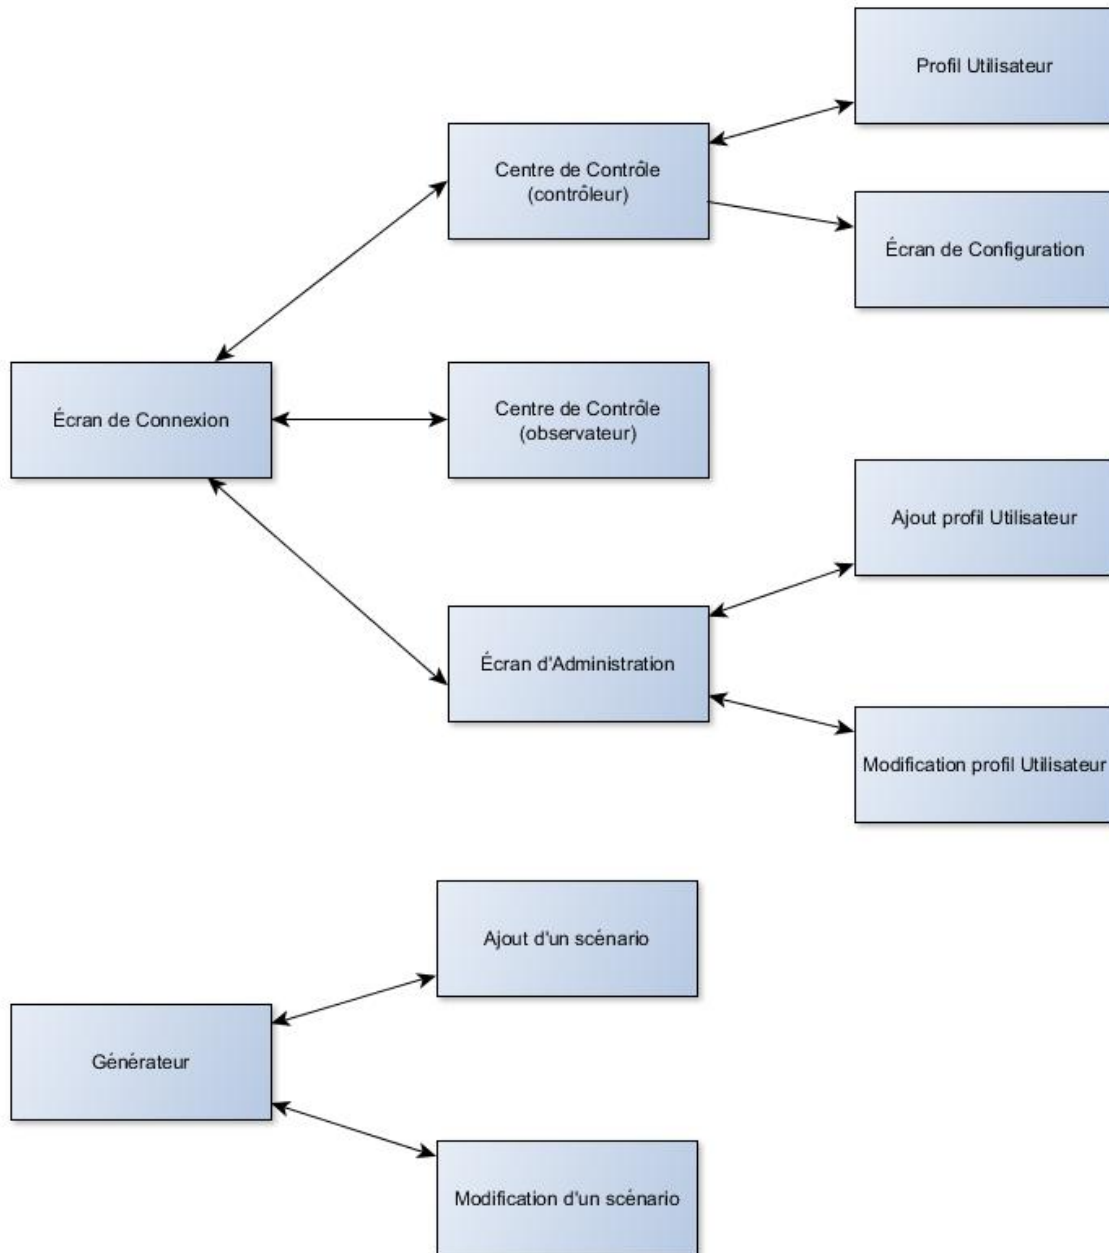 Profil Utilisateur
Centre de Contrôle
(contrôleur)
Écran de Configuration
Écran de Connexion
Centre de Contrôle
(observateur)
Ajout profil Utilisateur
Écran d'Administration
Modification profil Utilisateur
Ajout d'un scénario
Générateur
Modification d'un scénario